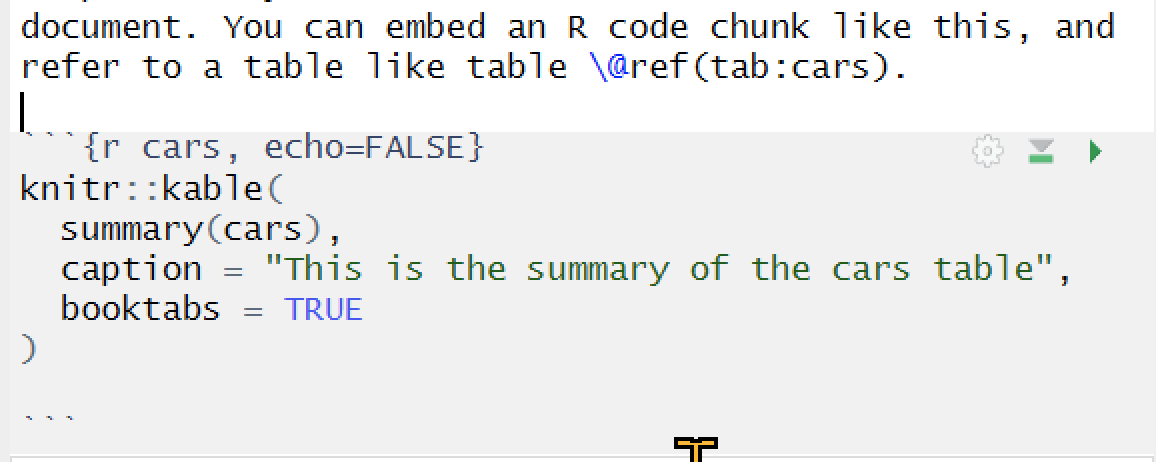 document. You can embed an R code chunk like this, and
refer to a table like table \@ref(tab:cars).
```{r cars, echo=FALSE}
knitr::kable(
  summary(cars),
  caption = "This is the summary of the cars table",
  booktabs = TRUE
)
```